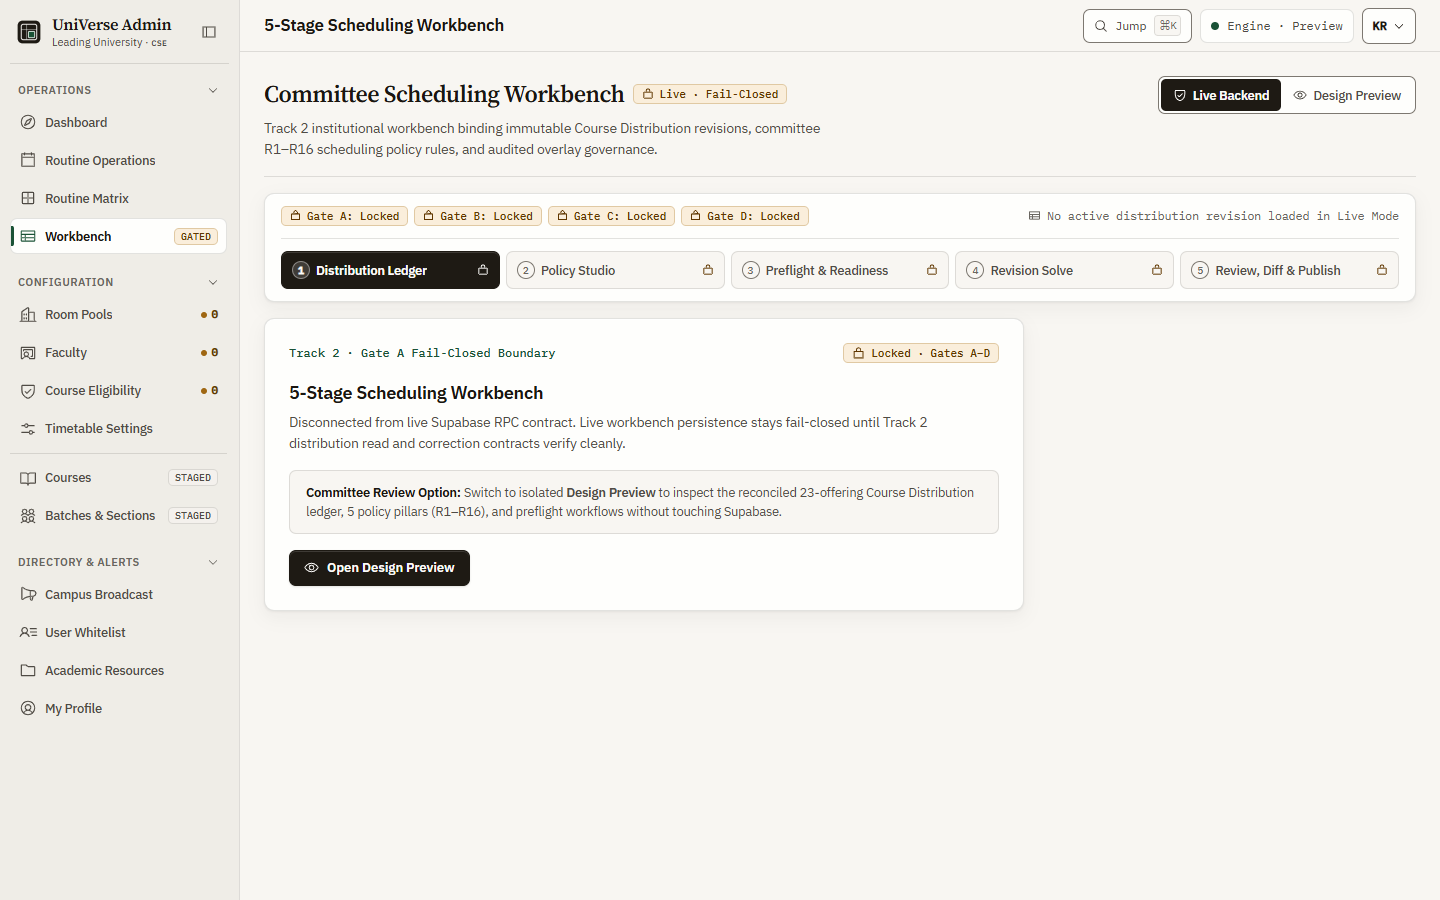 UniVerse Admin
Leading University · CSE
OPERATIONS
Dashboard
Routine Operations
Routine Matrix
Workbench GATED
CONFIGURATION
Room Pools 0
Faculty 0
Course Eligibility 0
Timetable Settings
Courses STAGED
Batches & Sections STAGED
DIRECTORY & ALERTS
Campus Broadcast
User Whitelist
Academic Resources
My Profile
5-Stage Scheduling Workbench
Jump ⌘K
Engine · Preview
KR
Committee Scheduling Workbench
Live · Fail-Closed
Live Backend
Design Preview
Track 2 institutional workbench binding immutable Course Distribution revisions, committee
R1–R16 scheduling policy rules, and audited overlay governance.
Gate A: Locked
Gate B: Locked
Gate C: Locked
Gate D: Locked
No active distribution revision loaded in Live Mode
1 Distribution Ledger
2 Policy Studio
3 Preflight & Readiness
4 Revision Solve
5 Review, Diff & Publish
Track 2 · Gate A Fail-Closed Boundary
Locked · Gates A–D
5-Stage Scheduling Workbench
Disconnected from live Supabase RPC contract. Live workbench persistence stays fail-closed until Track 2
distribution read and correction contracts verify cleanly.
Committee Review Option: Switch to isolated Design Preview to inspect the reconciled 23-offering Course Distribution
ledger, 5 policy pillars (R1–R16), and preflight workflows without touching Supabase.
Open Design Preview